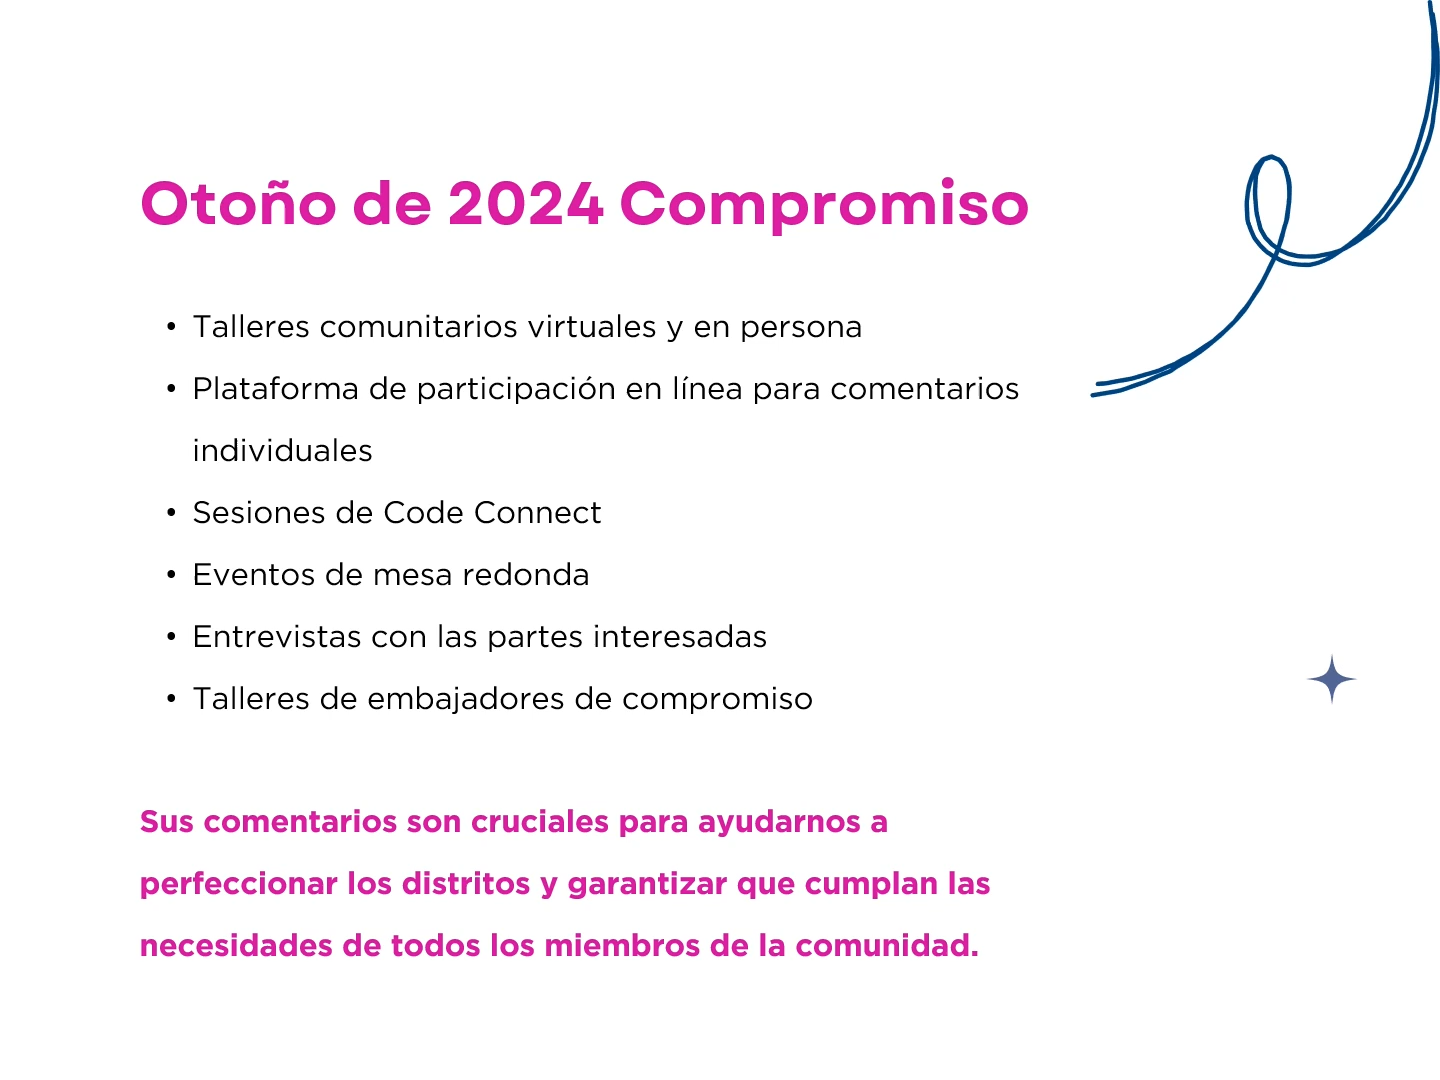 Otoño de 2024 Compromiso
• Talleres comunitarios virtuales y en persona
• Plataforma de participación en línea para comentarios
individuales
• Sesiones de Code Connect
• Eventos de mesa redonda
• Entrevistas con las partes interesadas
• Talleres de embajadores de compromiso
Sus comentarios son cruciales para ayudarnos a
perfeccionar los distritos y garantizar que cumplan las
necesidades de todos los miembros de la comunidad.